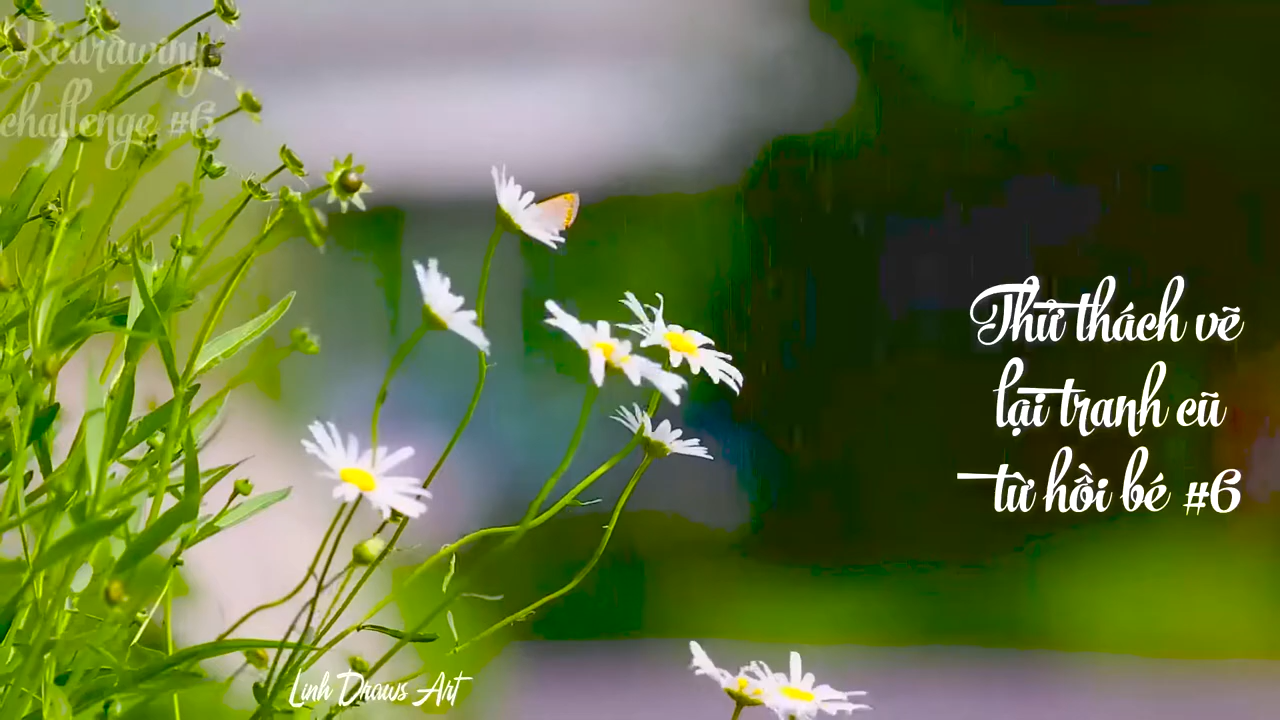 Redrawing
challenge #6
Thử thách vẽ
lại tranh cũ
từ hồi bé #6
Linh Draws Art